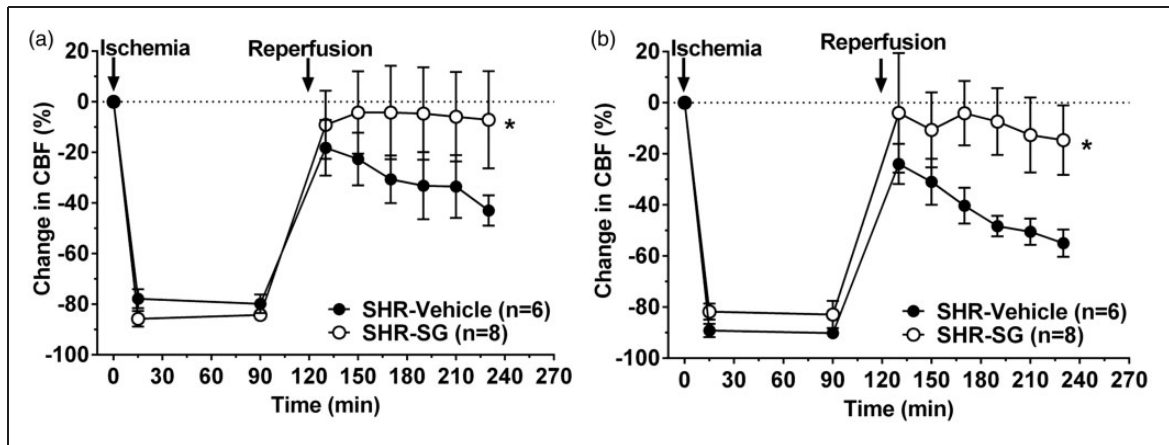 (a)
Ischemia
Reperfusion
20
0
-20
-40
-60
-80
-100
Change in CBF (%)
*
SHR-Vehicle (n=6)
SHR-SG (n=8)
0 30 60 90 120 150 180 210 240 270
Time (min)
(b)
Ischemia
Reperfusion
20
0
-20
-40
-60
-80
-100
Change in CBF (%)
*
SHR-Vehicle (n=6)
SHR-SG (n=8)
0 30 60 90 120 150 180 210 240 270
Time (min)